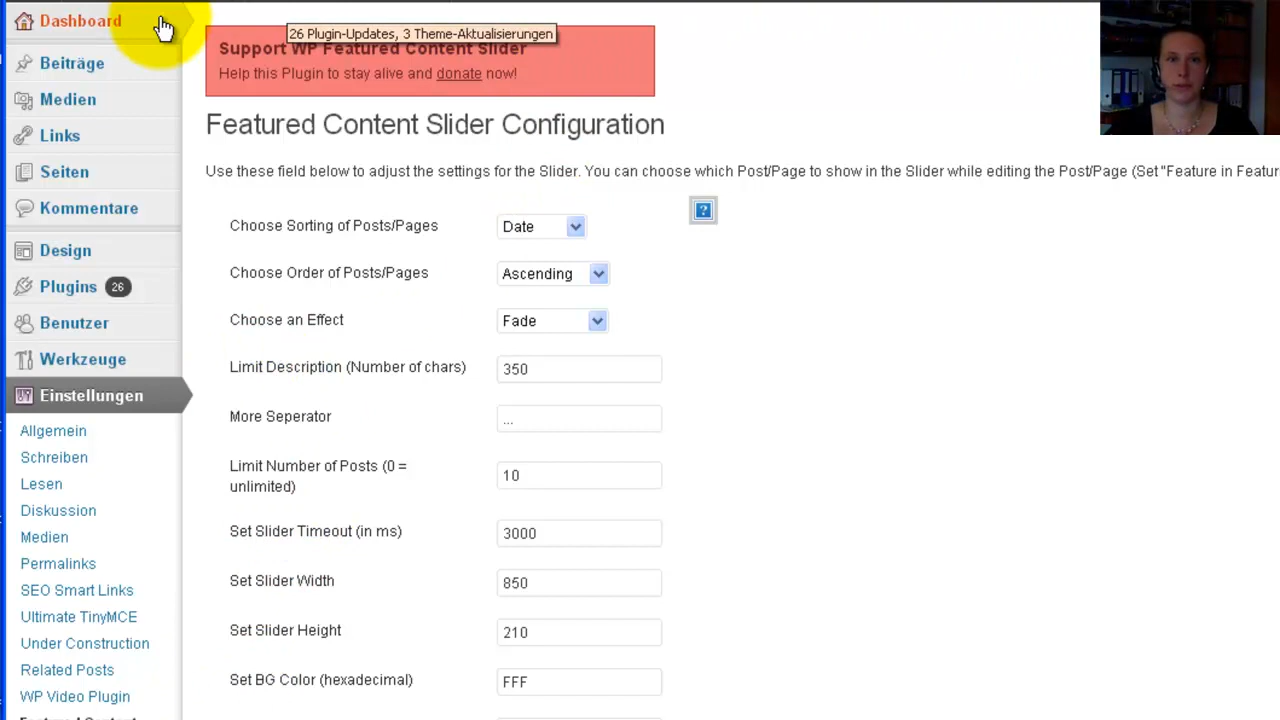 Dashboard
26 Plugin-Updates, 3 Theme-Aktualisierungen
Support WP Featured Content Slider
Help this Plugin to stay alive and donate now!
Beiträge
Medien
Links
Seiten
Kommentare
Design
Plugins 26
Benutzer
Werkzeuge
Einstellungen
Allgemein
Schreiben
Lesen
Diskussion
Medien
Permalinks
SEO Smart Links
Ultimate TinyMCE
Under Construction
Related Posts
WP Video Plugin
Featured Content
Featured Content Slider Configuration
Use these field below to adjust the settings for the Slider. You can choose which Post/Page to show in the Slider while editing the Post/Page (Set "Feature in Featur
?
Choose Sorting of Posts/Pages Date
Choose Order of Posts/Pages Ascending
Choose an Effect Fade
Limit Description (Number of chars) 350
More Seperator ...
Limit Number of Posts (0 =
unlimited) 10
Set Slider Timeout (in ms) 3000
Set Slider Width 850
Set Slider Height 210
Set BG Color (hexadecimal) FFF